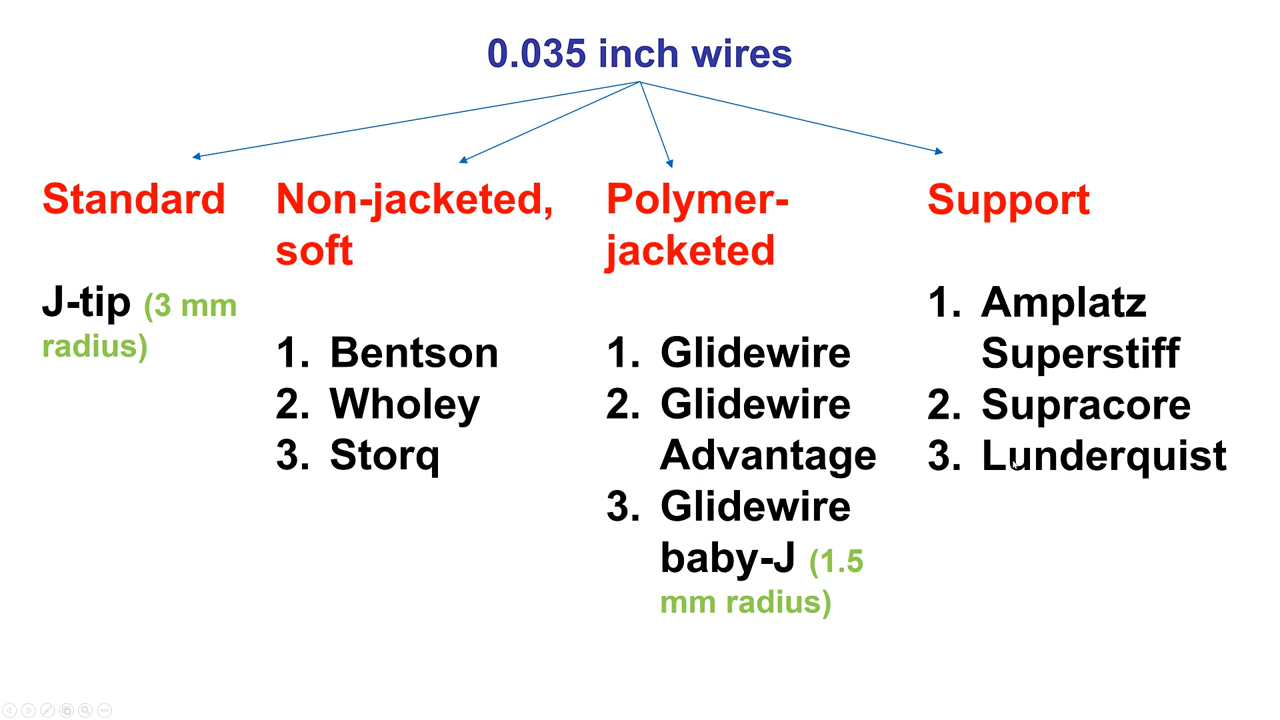 0.035 inch wires
Standard
J-tip (3 mm
radius)
Non-jacketed,
soft
1. Bentson
2. Wholey
3. Storq
Polymer-
jacketed
1. Glidewire
2. Glidewire
Advantage
3. Glidewire
baby-J (1.5
mm radius)
Support
1. Amplatz
Superstiff
2. Supracore
3. Lunderquist